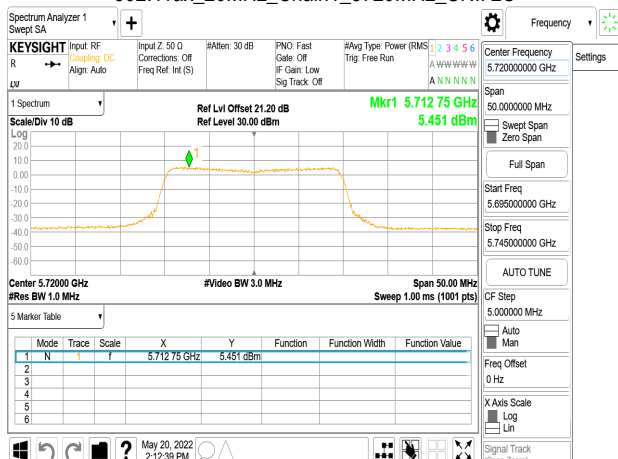 Spectrum Analyzer 1
Swept SA
Frequency
KEYSIGHT
R
Input: RF
Coupling: DC
Align: Auto
Input Z: 50 Ω
Corrections: Off
Freq Ref: Int (S)
#Atten: 30 dB
PNO: Fast
Gate: Off
IF Gain: Low
Sig Track: Off
#Avg Type: Power (RMS
Trig: Free Run
1 2 3 4 5 6
A W W W W W
A N N N N N
Settings
1 Spectrum
Scale/Div 10 dB
Ref Lvl Offset 21.20 dB
Ref Level 30.00 dBm
Mkr1 5.712 75 GHz
5.451 dBm
Log
20.0
10.0
0.00
-10.0
-20.0
-30.0
-40.0
-50.0
-60.0
1
Center 5.72000 GHz
#Video BW 3.0 MHz
Span 50.00 MHz
#Res BW 1.0 MHz
Sweep 1.00 ms (1001 pts)
5 Marker Table
Mode Trace Scale X Y Function Function Width Function Value
1 N 1 f 5.712 75 GHz 5.451 dBm
2
3
4
5
6
May 20, 2022
2:12:39 PM
Center Frequency
5.720000000 GHz
Span
50.0000000 MHz
Swept Span
Zero Span
Full Span
Start Freq
5.695000000 GHz
Stop Freq
5.745000000 GHz
AUTO TUNE
CF Step
5.000000 MHz
Auto
Man
Freq Offset
0 Hz
X Axis Scale
Log
Lin
Signal Track